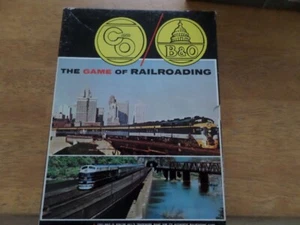 C&O / B&O
THE GAME OF RAILROADING